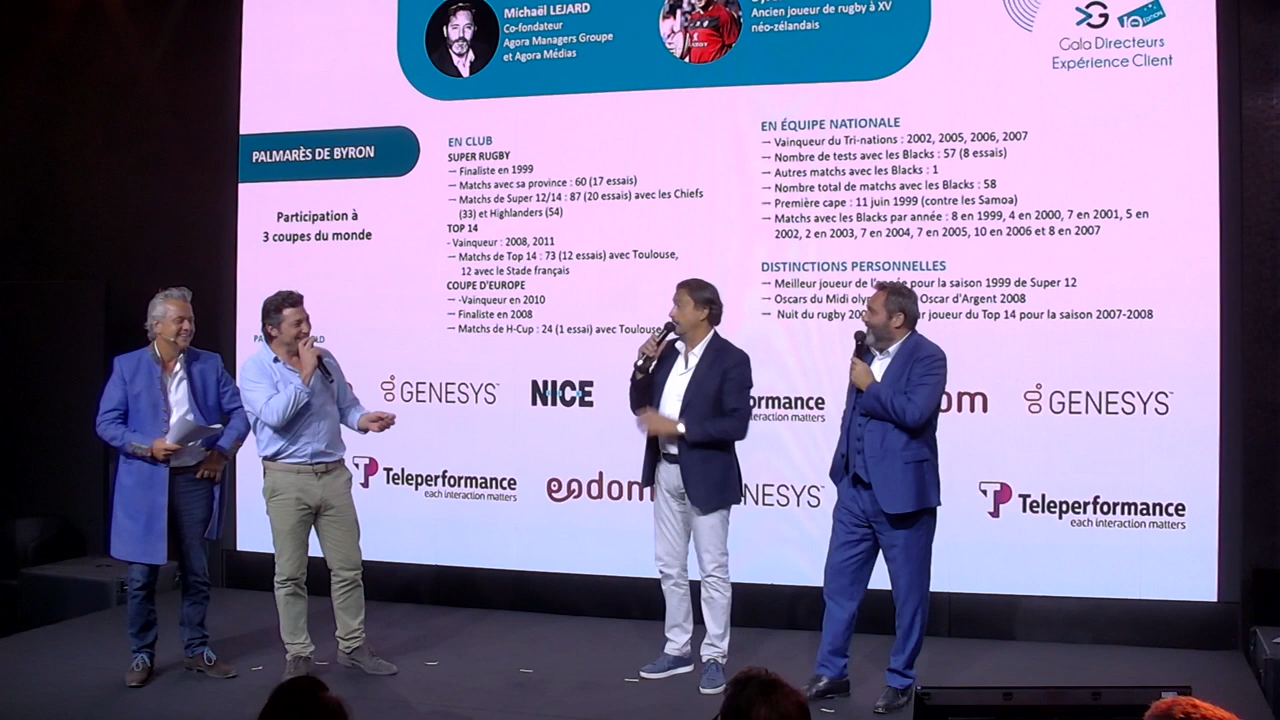 Michaël LEJARD
Co-fondateur
Agora Managers Groupe
et Agora Médias
Ancien joueur de rugby à XV
néo-zélandais
10 EDITION
Gala Directeurs
Expérience Client
PALMARÈS DE BYRON
Participation à
3 coupes du monde
EN CLUB
SUPER RUGBY
— Finaliste en 1999
— Matchs avec sa province : 60 (17 essais)
— Matchs de Super 12/14 : 87 (20 essais) avec les Chiefs
(33) et Highlanders (54)
TOP 14
- Vainqueur : 2008, 2011
— Matches de Top 14 : 73 (12 essais) avec Toulouse,
12 avec le Stade français
COUPE D'EUROPE
— -Vainqueur en 2010
— Finaliste en 2008
— Matchs de H-Cup : 24 (1 essai) avec Toulouse
EN ÉQUIPE NATIONALE
— Vainqueur du Tri-nations : 2002, 2005, 2006, 2007
— Nombre de tests avec les Blacks : 57 (8 essais)
— Autres matchs avec les Blacks : 1
— Nombre total de matchs avec les Blacks : 58
— Première cape : 11 juin 1999 (contre les Samoa)
— Matchs avec les Blacks par année : 8 en 1999, 4 en 2000, 7 en 2001, 5 en
2002, 2 en 2003, 7 en 2004, 7 en 2005, 10 en 2006 et 8 en 2007
DISTINCTIONS PERSONNELLES
— Meilleur joueur de l'année pour la saison 1999 de Super 12
— Oscars du Midi Oscar d'Argent 2008
— Nuit du rugby joueur du Top 14 pour la saison 2007-2008
GENESYS™
NICE
interaction matters
GENESYS™
Teleperformance
each interaction matters
eodom
NESYS™
Teleperformance
each interaction matters